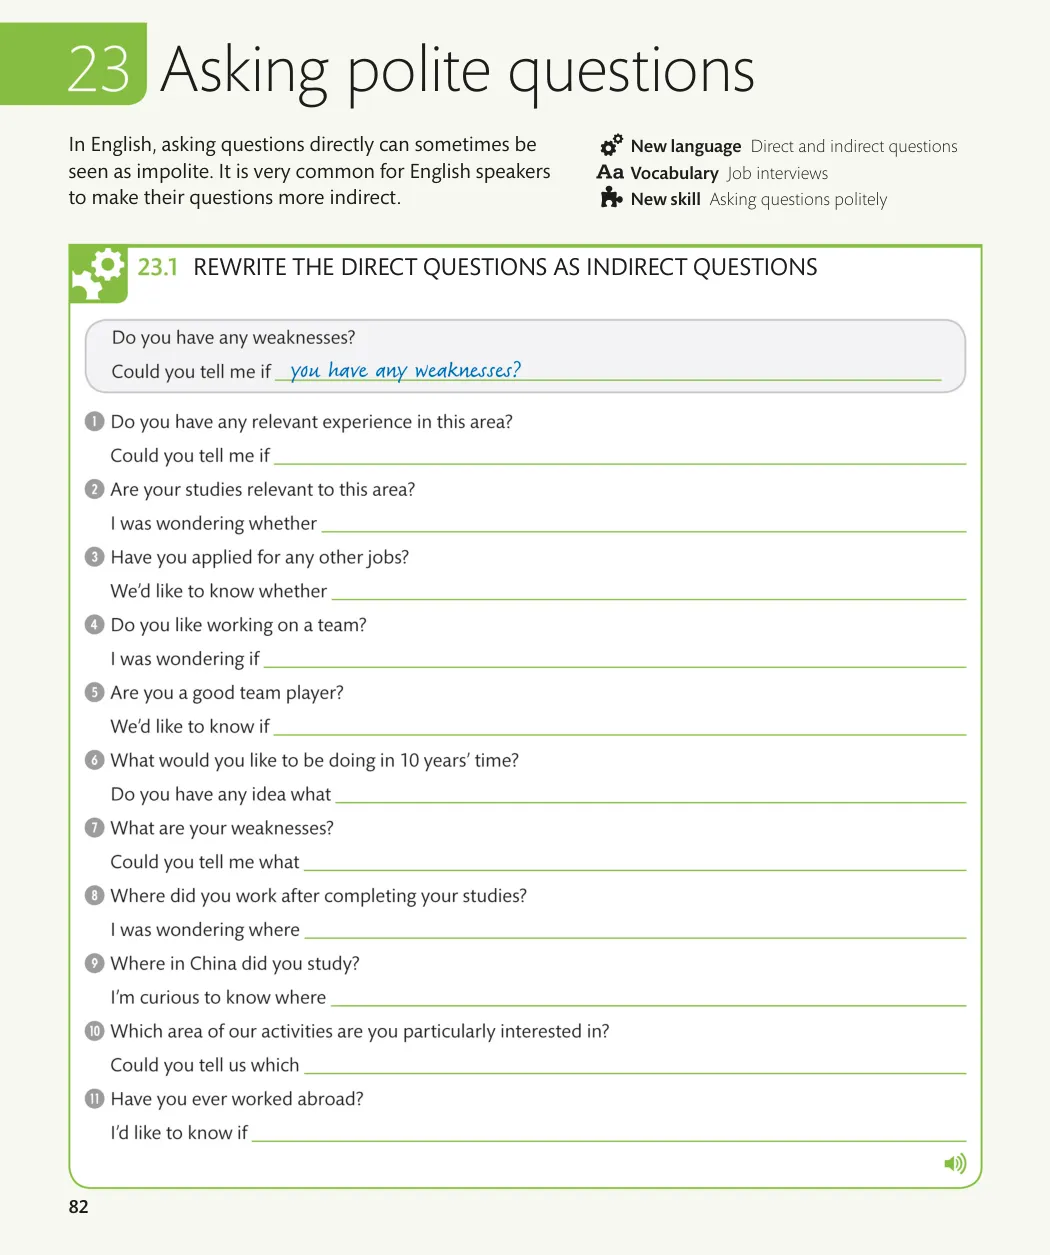 23 Asking polite questions
In English, asking questions directly can sometimes be
seen as impolite. It is very common for English speakers
to make their questions more indirect.
New language Direct and indirect questions
Aa Vocabulary Job interviews
New skill Asking questions politely
23.1 REWRITE THE DIRECT QUESTIONS AS INDIRECT QUESTIONS
Do you have any weaknesses?
Could you tell me if you have any weaknesses?
1 Do you have any relevant experience in this area?
Could you tell me if
2 Are your studies relevant to this area?
I was wondering whether
3 Have you applied for any other jobs?
We’d like to know whether
4 Do you like working on a team?
I was wondering if
5 Are you a good team player?
We’d like to know if
6 What would you like to be doing in 10 years’ time?
Do you have any idea what
7 What are your weaknesses?
Could you tell me what
8 Where did you work after completing your studies?
I was wondering where
9 Where in China did you study?
I’m curious to know where
10 Which area of our activities are you particularly interested in?
Could you tell us which
11 Have you ever worked abroad?
I’d like to know if
82